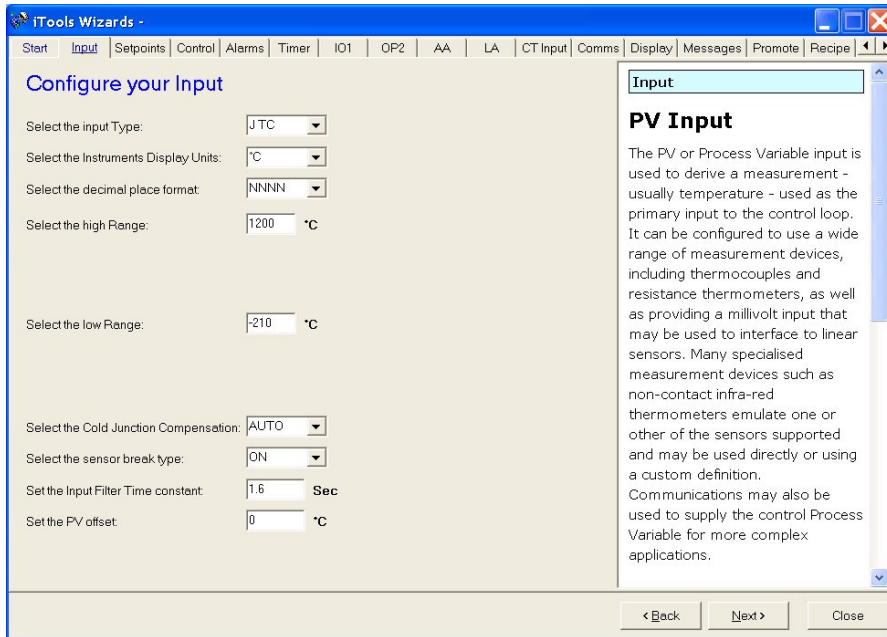 iTools Wizards -
Start Input Setpoints Control Alarms Timer IO1 OP2 AA LA CT Input Comms Display Messages Promote Recipe
Configure your Input
Select the input Type: J TC
Select the Instruments Display Units: °C
Select the decimal place format: NNNN
Select the high Range: 1200 °C
Select the low Range: -210 °C
Select the Cold Junction Compensation: AUTO
Select the sensor break type: ON
Set the Input Filter Time constant: 1.6 Sec
Set the PV offset: 0 °C
Input
PV Input
The PV or Process Variable input is
used to derive a measurement -
usually temperature - used as the
primary input to the control loop.
It can be configured to use a wide
range of measurement devices,
including thermocouples and
resistance thermometers, as well
as providing a millivolt input that
may be used to interface to linear
sensors. Many specialised
measurement devices such as
non-contact infra-red
thermometers emulate one or
other of the sensors supported
and may be used directly or using
a custom definition.
Communications may also be
used to supply the control Process
Variable for more complex
applications.
< Back Next > Close